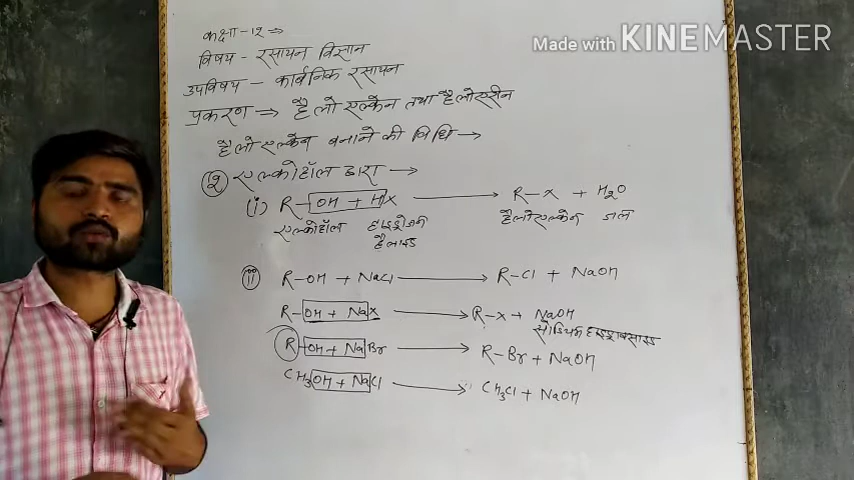 Made with KINEMASTER
कक्षा - १२ ⇒
विषय - रसायन विज्ञान
उपविषय - कार्बनिक रसायन
प्रकरण ⇒ हैलोएल्केन तथा हैलोएरीन
हैलोएल्केन बनाने की विधि →
(२) एल्कोहॉल द्वारा →
(i) R-OH + HX → R-X + H₂O
एल्कोहॉल हाइड्रोजन हैलाइड हैलोएल्केन जल
(ii) R-OH + NaCl → R-Cl + NaOH
R-OH + NaX → R-X + NaOH
सोडियम हाइड्राक्साइड
R-OH + NaBr → R-Br + NaOH
CH₃OH + NaCl → CH₃Cl + NaOH